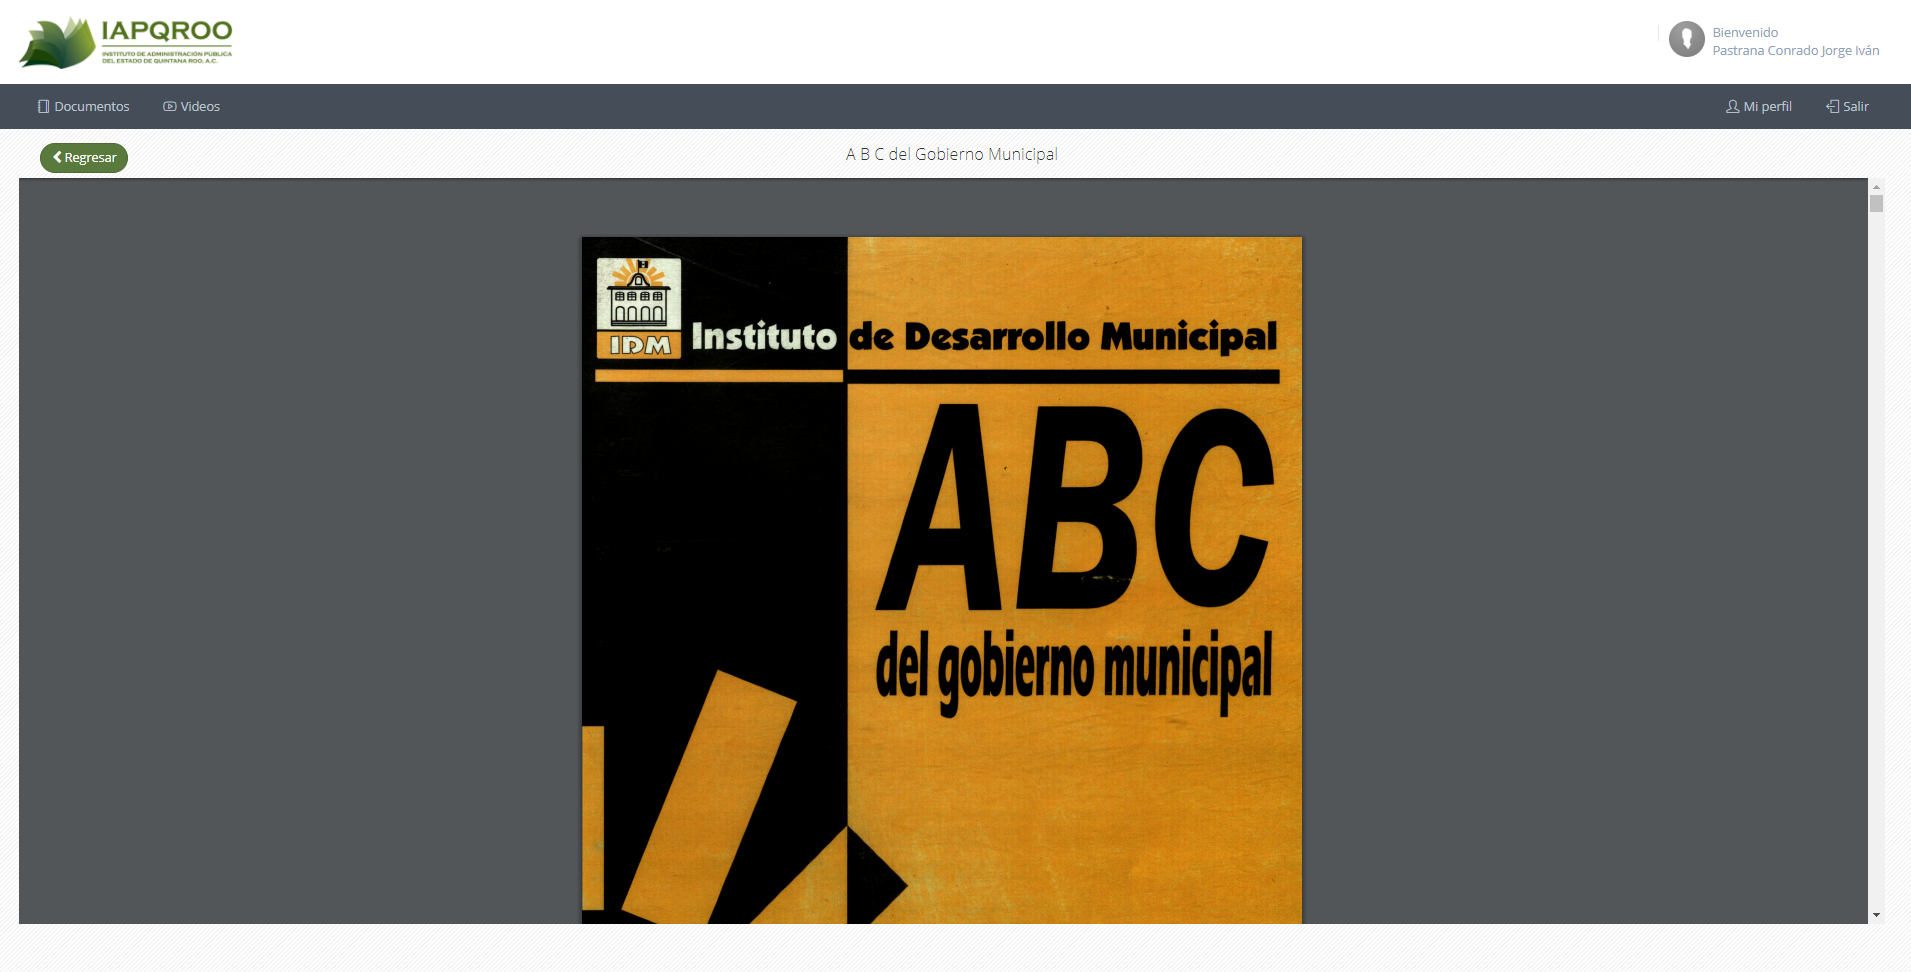 IAPQROO
INSTITUTO DE ADMINISTRACIÓN PÚBLICA
DEL ESTADO DE QUINTANA ROO, A.C.
Bienvenido
Pastrana Conrado Jorge Iván
Documentos
Videos
Mi perfil
Salir
Regresar
A B C del Gobierno Municipal
IDM
Instituto de Desarrollo Municipal
ABC
del gobierno municipal